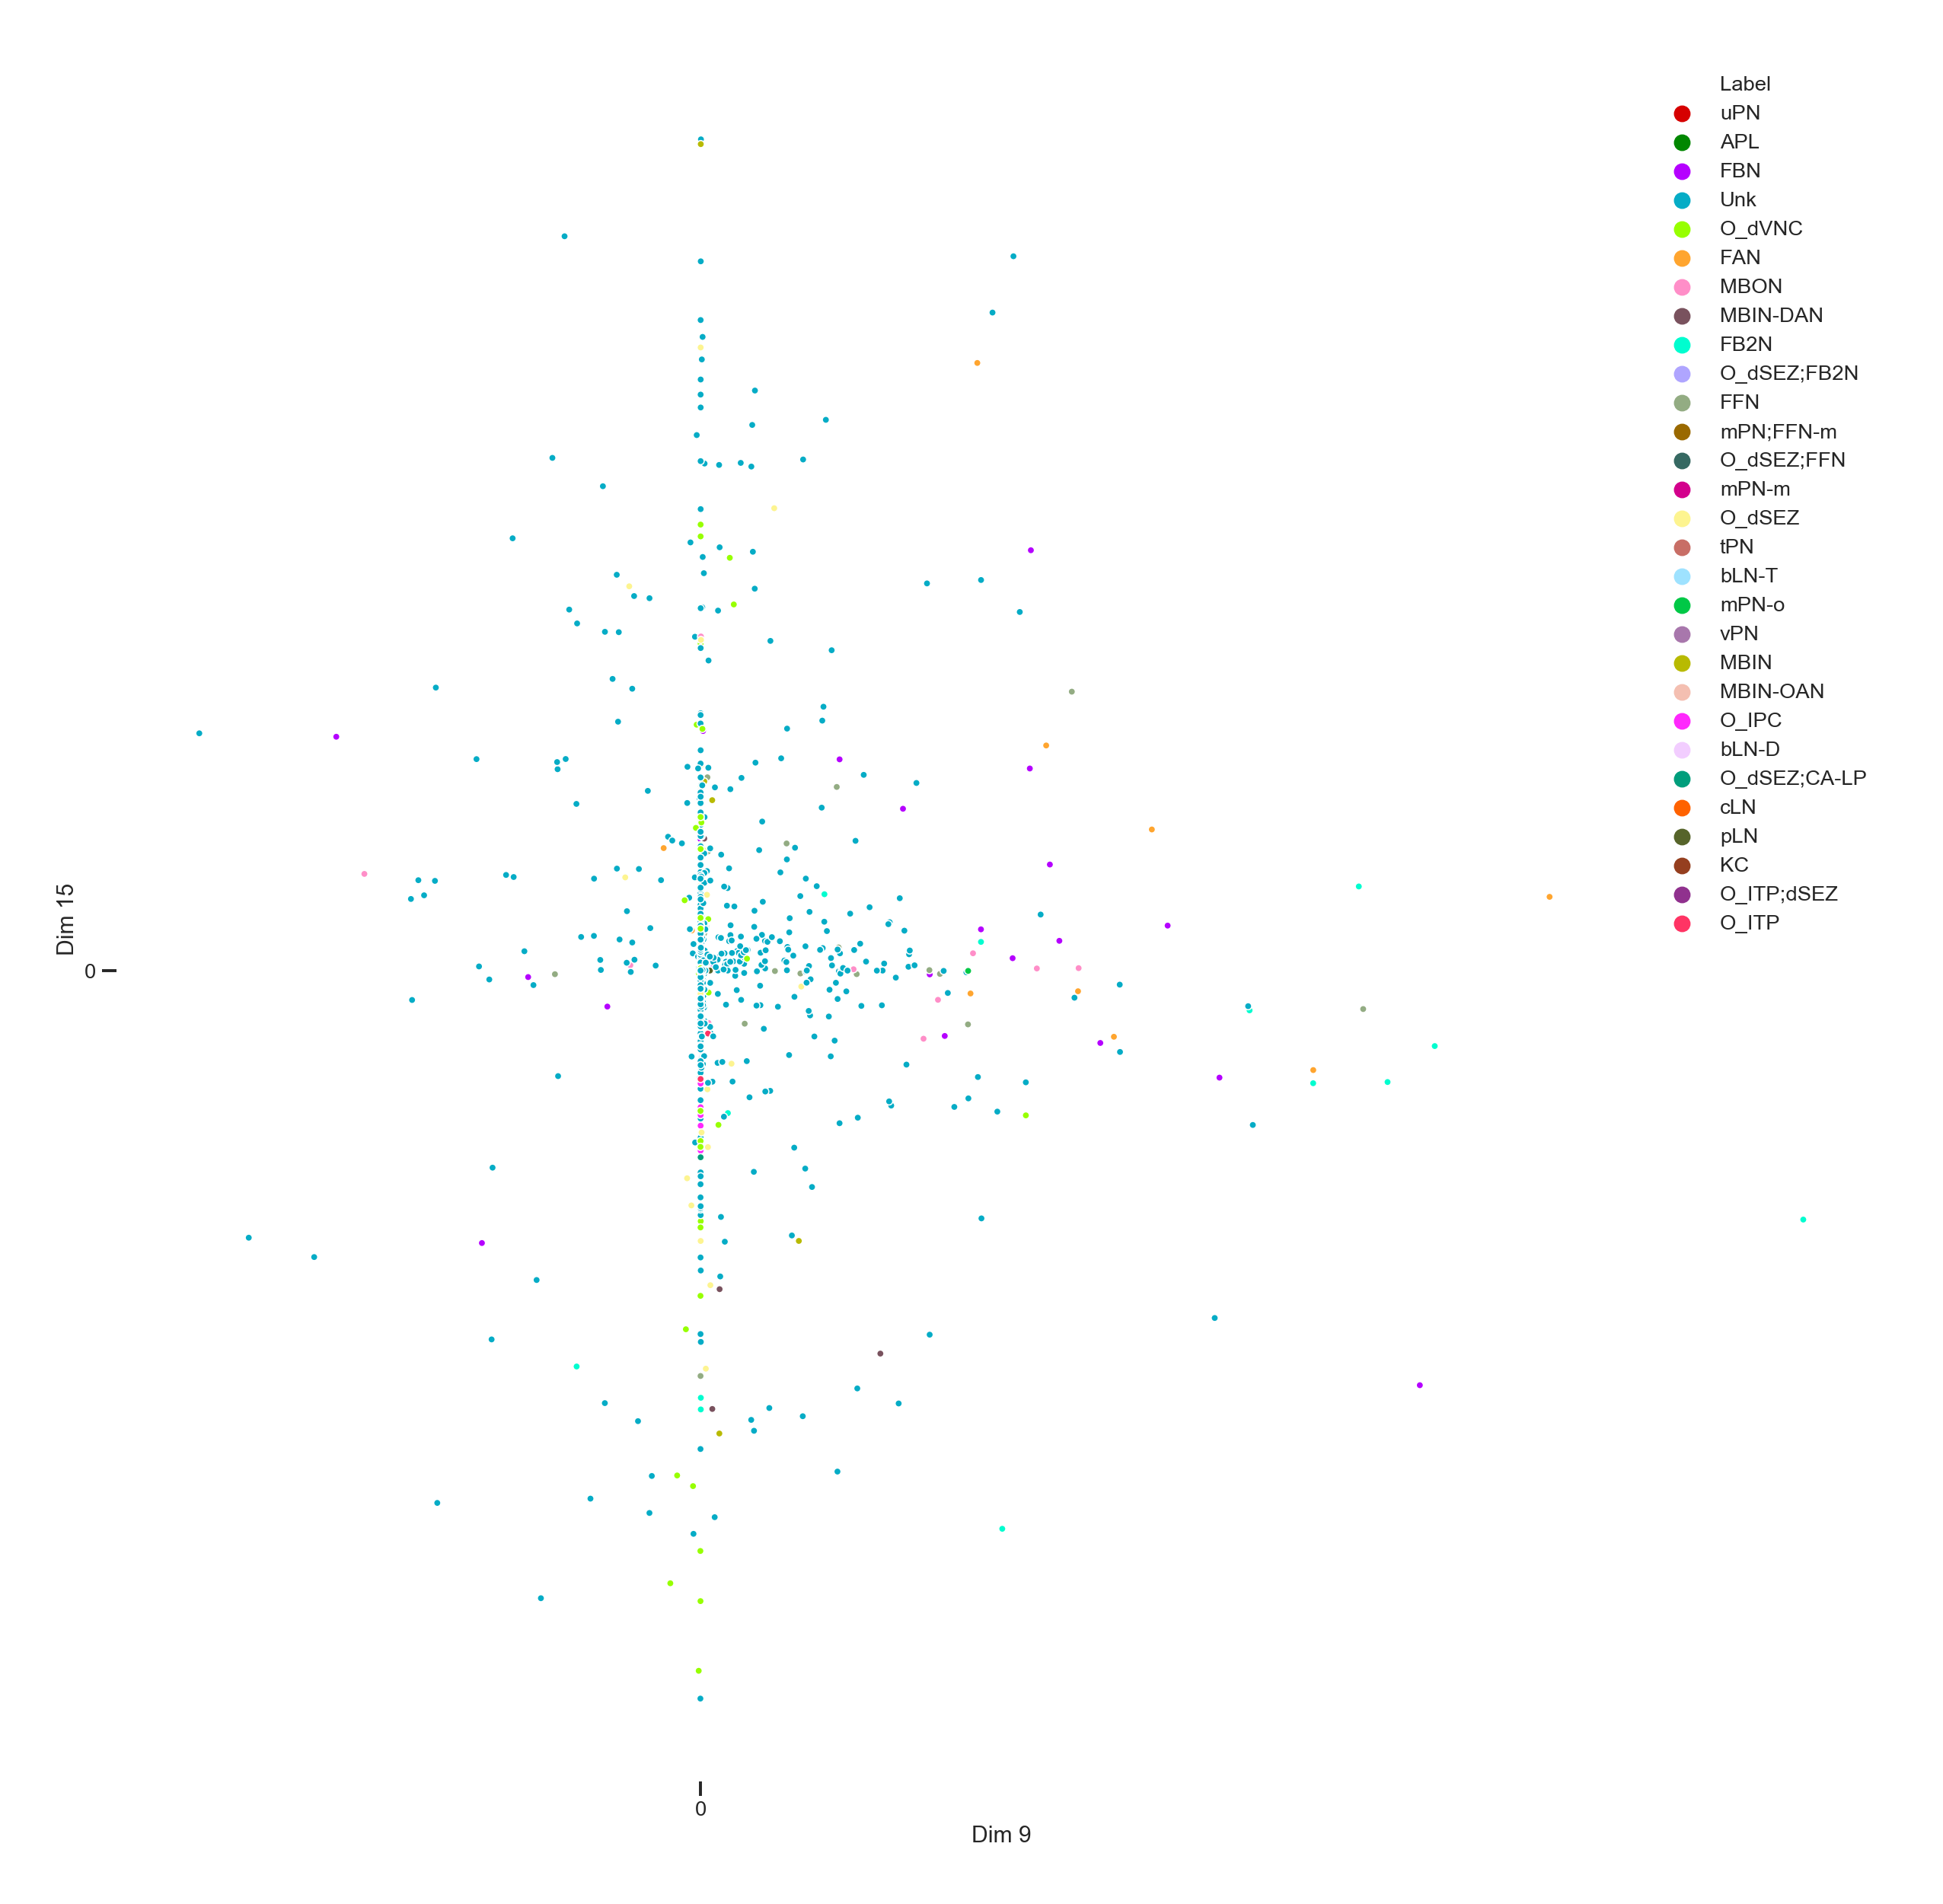 Label
uPN
APL
FBN
Unk
O_dVNC
FAN
MBON
MBIN-DAN
FB2N
O_dSEZ;FB2N
FFN
mPN;FFN-m
O_dSEZ;FFN
mPN-m
O_dSEZ
tPN
bLN-T
mPN-o
vPN
MBIN
MBIN-OAN
O_IPC
bLN-D
O_dSEZ;CA-LP
cLN
pLN
KC
O_ITP;dSEZ
O_ITP
Dim 15
0
0
Dim 9